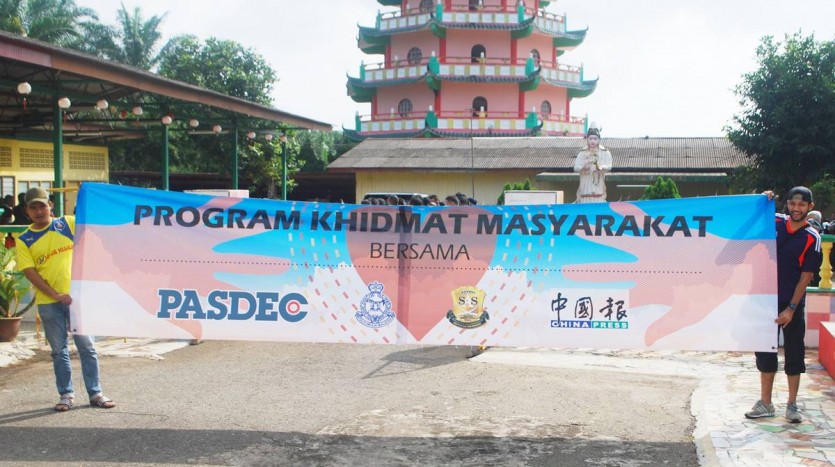 PROGRAM KHIDMAT MASYARAKAT
BERSAMA
PASDEC
S S
中國報
CHINA PRESS